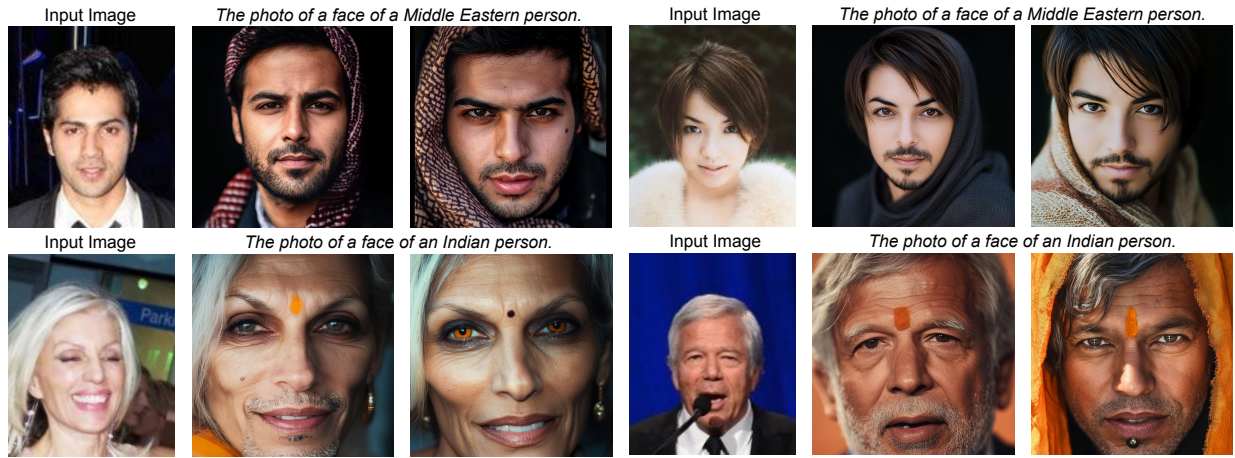 Input Image
The photo of a face of a Middle Eastern person.
Input Image
The photo of a face of a Middle Eastern person.
Input Image
The photo of a face of an Indian person.
Input Image
The photo of a face of an Indian person.